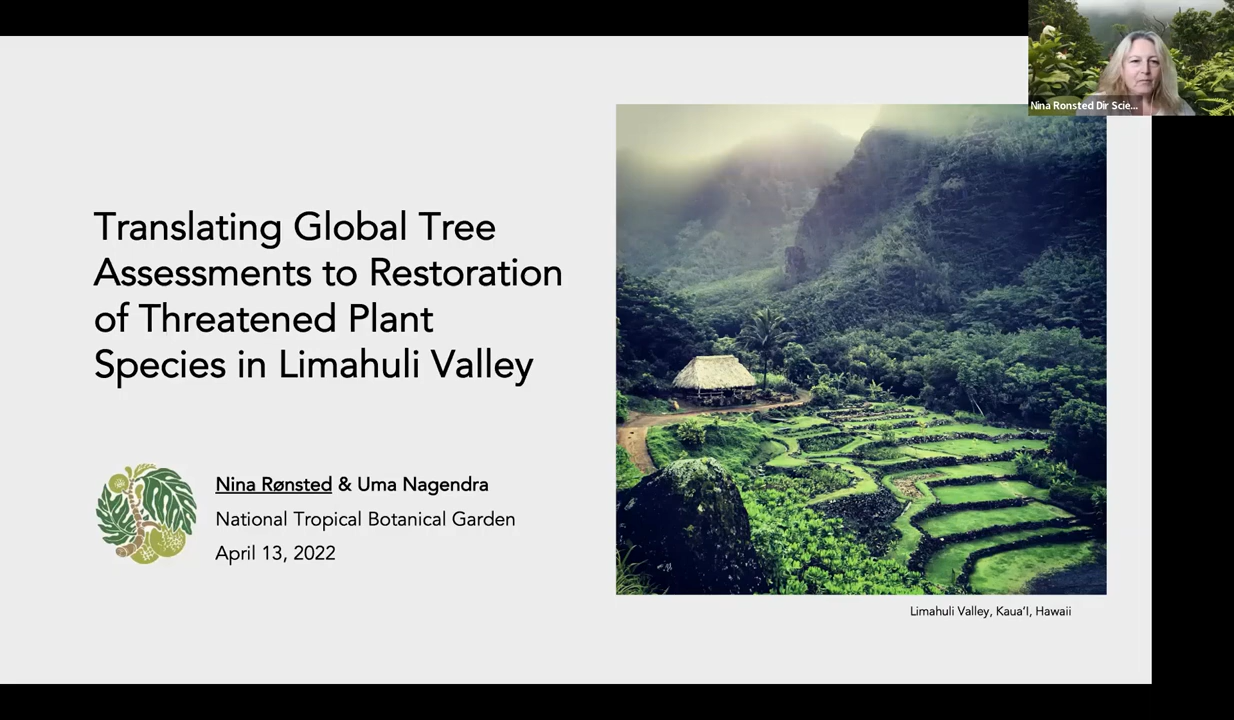 Nina Ronsted Dir Scie...
Translating Global Tree
Assessments to Restoration
of Threatened Plant
Species in Limahuli Valley
Nina Rønsted & Uma Nagendra
National Tropical Botanical Garden
April 13, 2022
Limahuli Valley, Kaua‘I, Hawaii